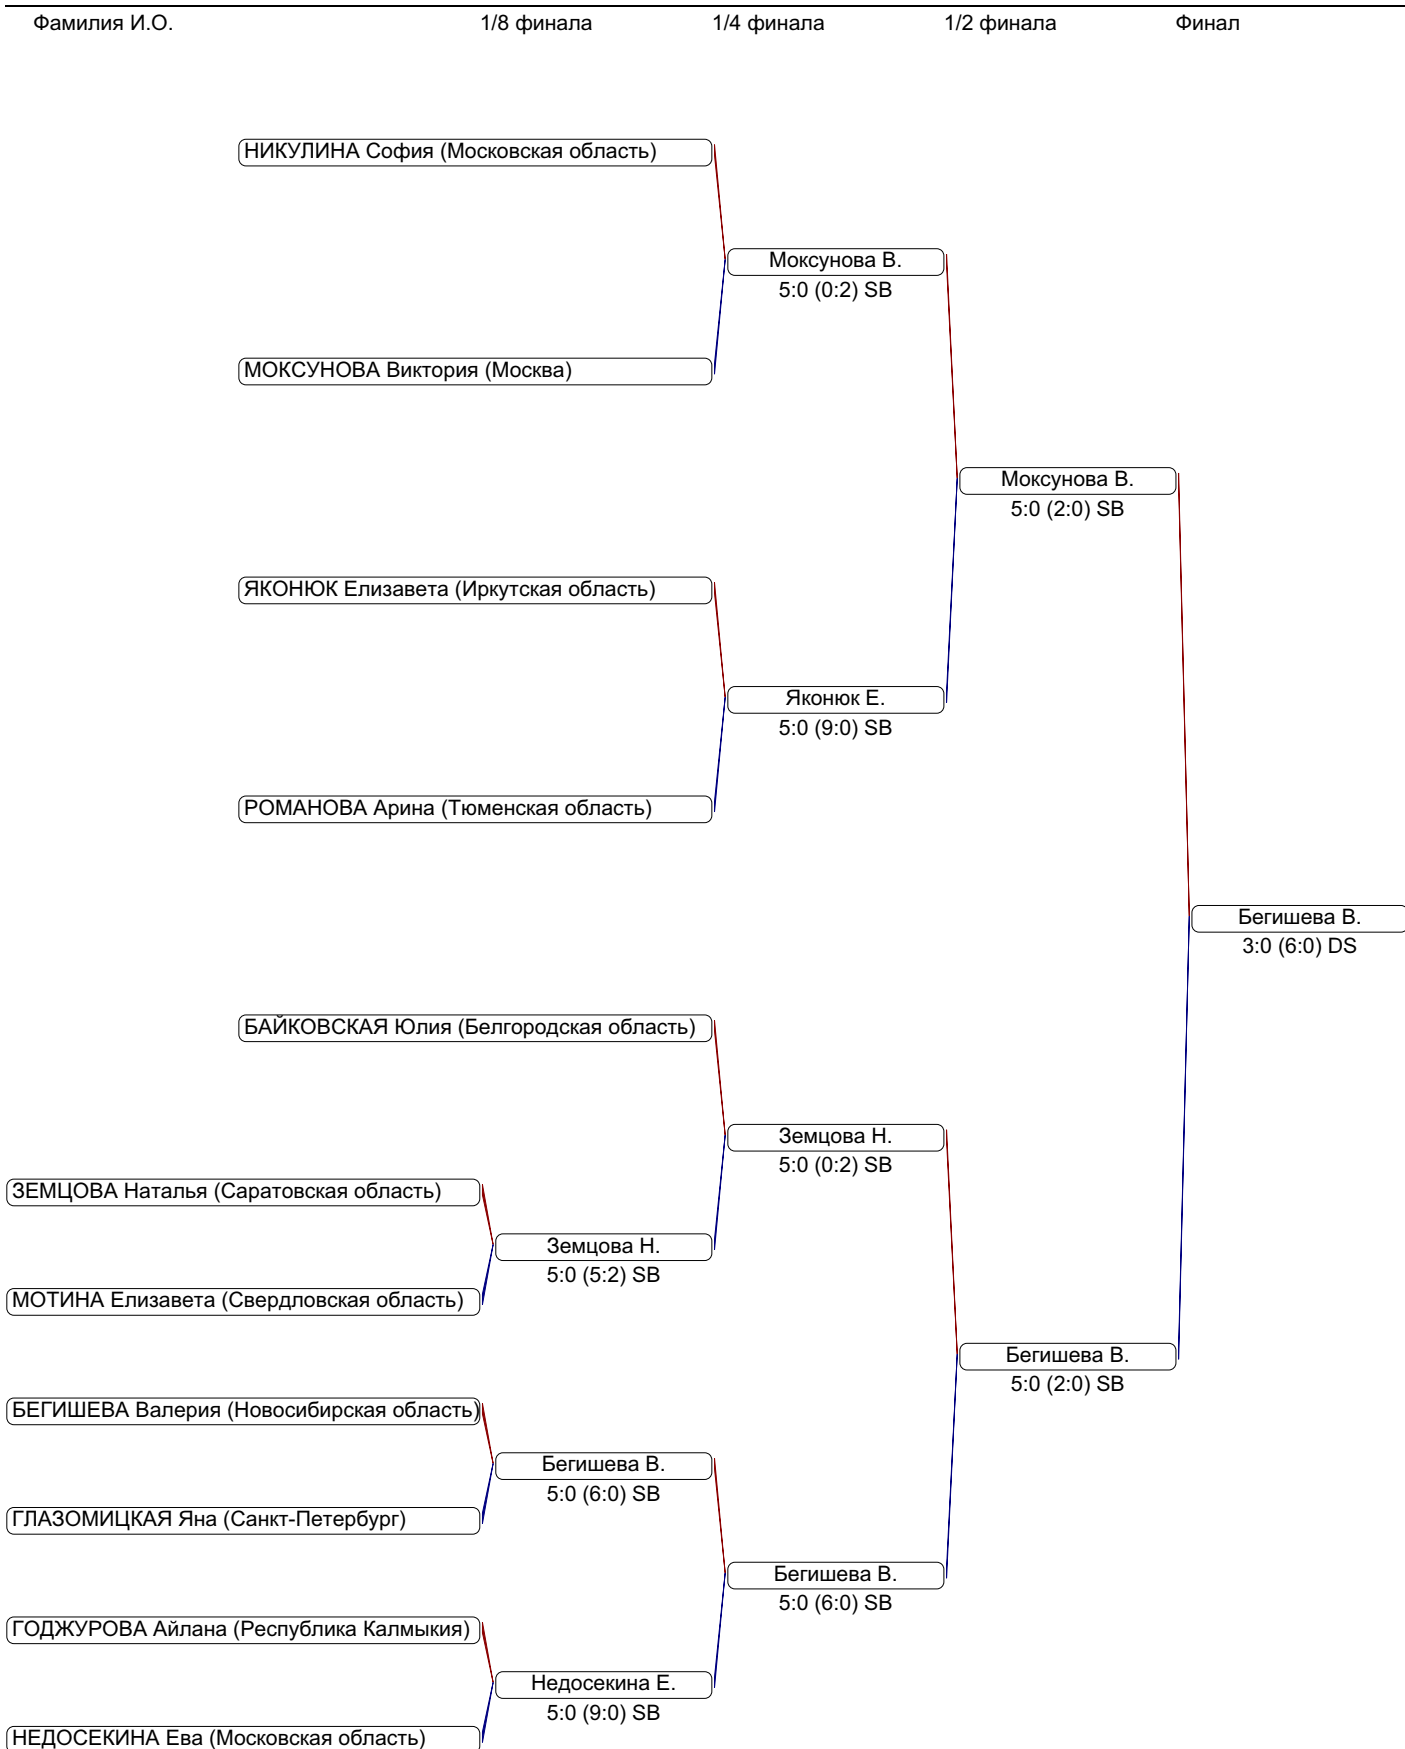 Фамилия И.О. 1/8 финала 1/4 финала 1/2 финала Финал
НИКУЛИНА София (Московская область)
Моксунова В.
5:0 (0:2) SB
МОКСУНОВА Виктория (Москва)
Моксунова В.
5:0 (2:0) SB
ЯКОНЮК Елизавета (Иркутская область)
Яконюк Е.
5:0 (9:0) SB
РОМАНОВА Арина (Тюменская область)
Бегишева В.
3:0 (6:0) DS
БАЙКОВСКАЯ Юлия (Белгородская область)
Земцова Н.
5:0 (0:2) SB
ЗЕМЦОВА Наталья (Саратовская область)
Земцова Н.
5:0 (5:2) SB
МОТИНА Елизавета (Свердловская область)
Бегишева В.
5:0 (2:0) SB
БЕГИШЕВА Валерия (Новосибирская область)
Бегишева В.
5:0 (6:0) SB
ГЛАЗОМИЦКАЯ Яна (Санкт-Петербург)
Бегишева В.
5:0 (6:0) SB
ГОДЖУРОВА Айлана (Республика Калмыкия)
Недосекина Е.
5:0 (9:0) SB
НЕДОСЕКИНА Ева (Московская область)